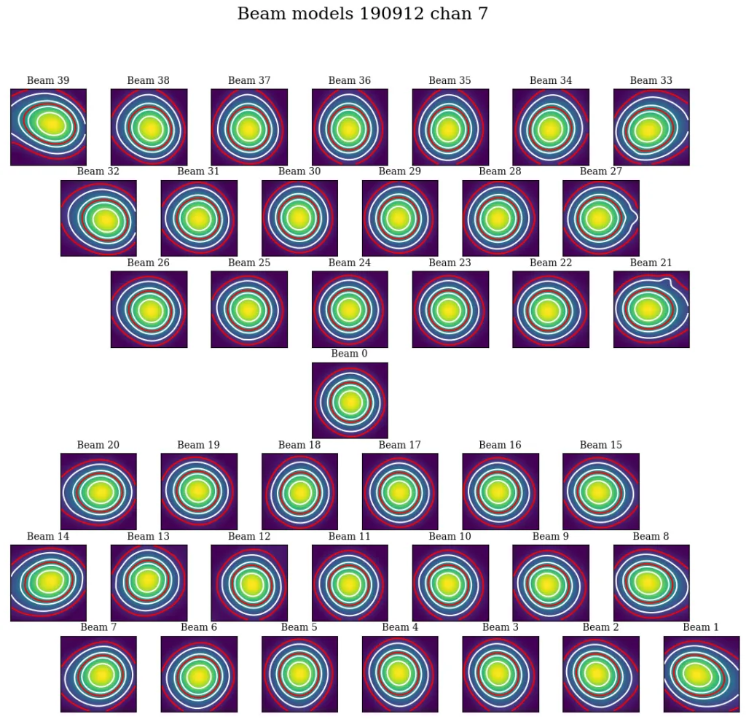 Beam models 190912 chan 7
Beam 39 Beam 38 Beam 37 Beam 36 Beam 35 Beam 34 Beam 33
Beam 32 Beam 31 Beam 30 Beam 29 Beam 28 Beam 27
Beam 26 Beam 25 Beam 24 Beam 23 Beam 22 Beam 21
Beam 0
Beam 20 Beam 19 Beam 18 Beam 17 Beam 16 Beam 15
Beam 14 Beam 13 Beam 12 Beam 11 Beam 10 Beam 9 Beam 8
Beam 7 Beam 6 Beam 5 Beam 4 Beam 3 Beam 2 Beam 1